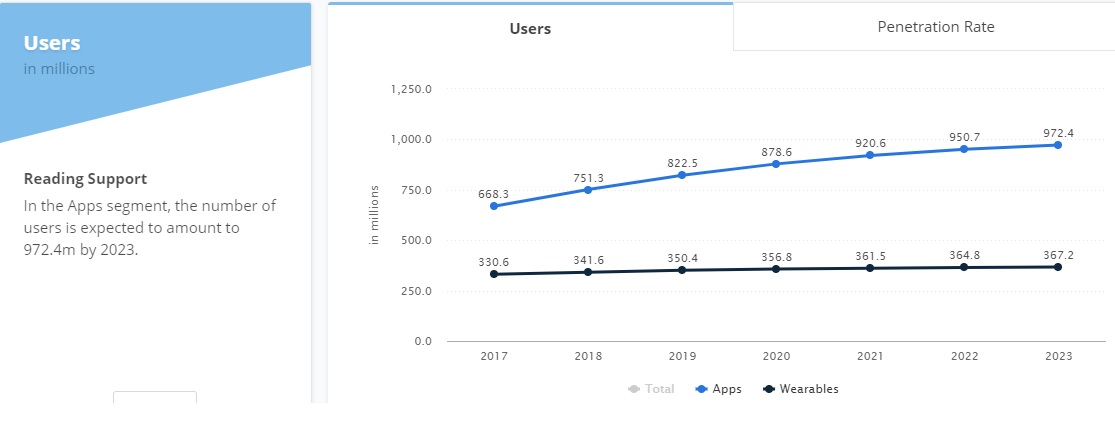 Users
in millions
Reading Support
In the Apps segment, the number of
users is expected to amount to
972.4m by 2023.
Users
Penetration Rate
in millions
1,250.0
1,000.0
750.0
500.0
250.0
0.0
668.3
751.3
822.5
878.6
920.6
950.7
972.4
330.6
341.6
350.4
356.8
361.5
364.8
367.2
2017 2018 2019 2020 2021 2022 2023
Total Apps Wearables